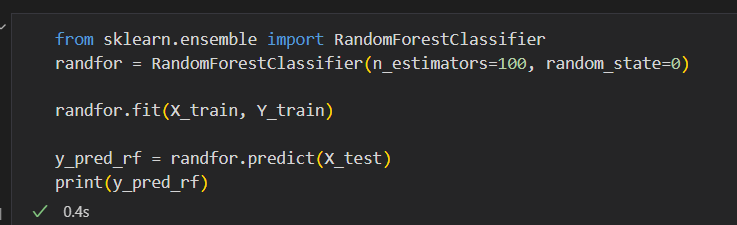 from sklearn.ensemble import RandomForestClassifier
randfor = RandomForestClassifier(n_estimators=100, random_state=0)
randfor.fit(X_train, Y_train)
y_pred_rf = randfor.predict(X_test)
print(y_pred_rf)
0.4s